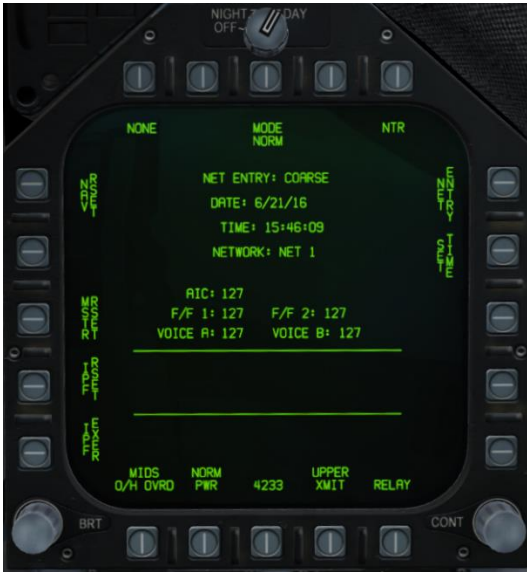 NIGHT DAY
OFF
NONE
MODE
NORM
NTR
RSET
NAV
NET ENTRY: COARSE
NET
ENTRY
DATE: 6/21/16
TIME: 15:46:09
SET
TIME
NETWORK: NET 1
AIC: 127
RSET
MSTR
F/F 1: 127 F/F 2: 127
VOICE A: 127 VOICE B: 127
RSET
IPF
EXER
IPF
MIDS
O/H OVRD
NORM
PWR
4233
UPPER
XMIT
RELAY
BRT
CONT